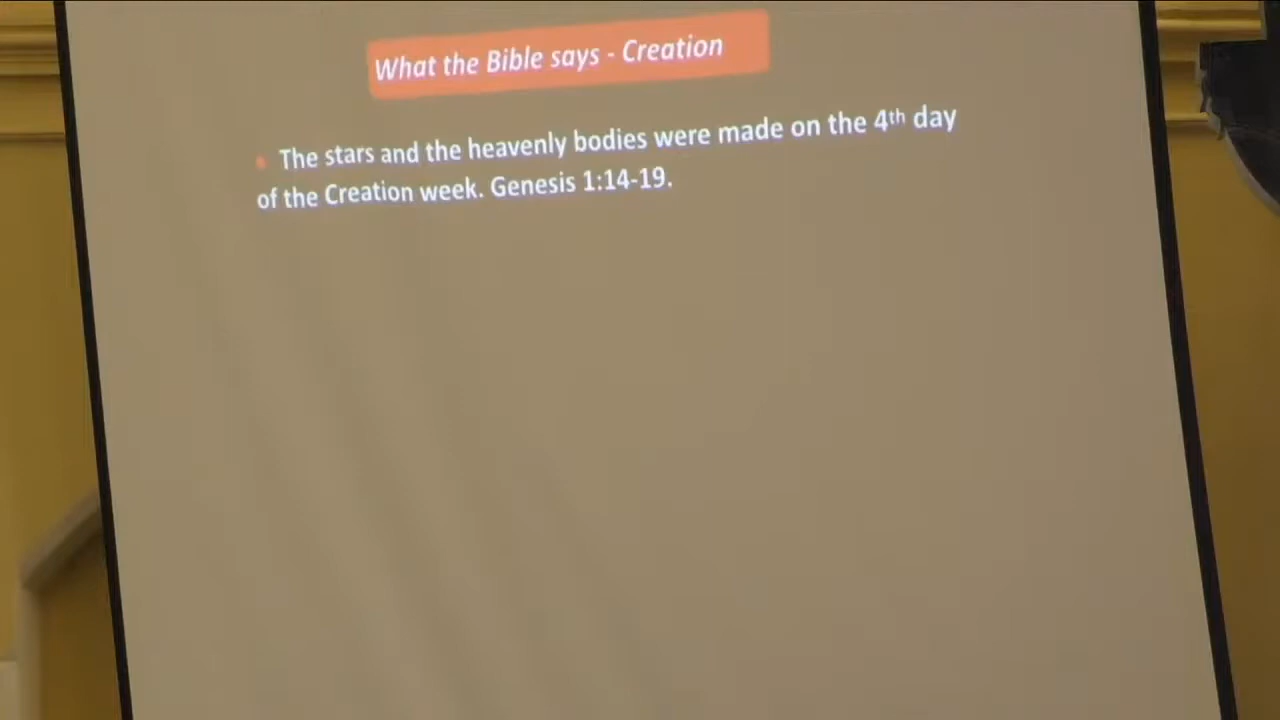 What the Bible says - Creation
• The stars and the heavenly bodies were made on the 4th day
of the Creation week. Genesis 1:14-19.